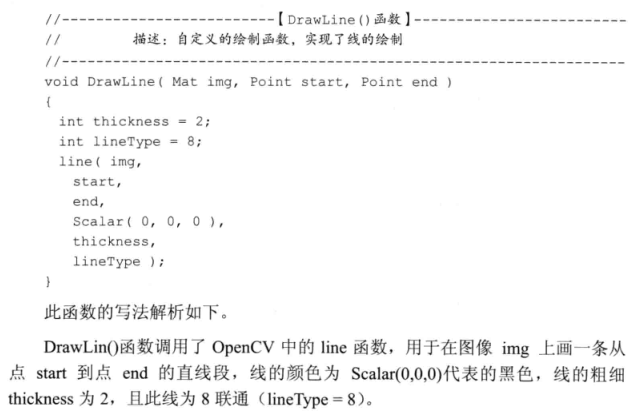 //-------------------------【DrawLine()函数】-------------------------
//        描述：自定义的绘制函数，实现了线的绘制
//------------------------------------------------------------------
void DrawLine( Mat img, Point start, Point end )
{
  int thickness = 2;
  int lineType = 8;
  line( img,
    start,
    end,
    Scalar( 0, 0, 0 ),
    thickness,
    lineType );
}
此函数的写法解析如下。
DrawLin()函数调用了 OpenCV 中的 line 函数，用于在图像 img 上画一条从
点 start 到点 end 的直线段，线的颜色为 Scalar(0,0,0)代表的黑色，线的粗细
thickness 为 2，且此线为 8 联通（lineType = 8）。